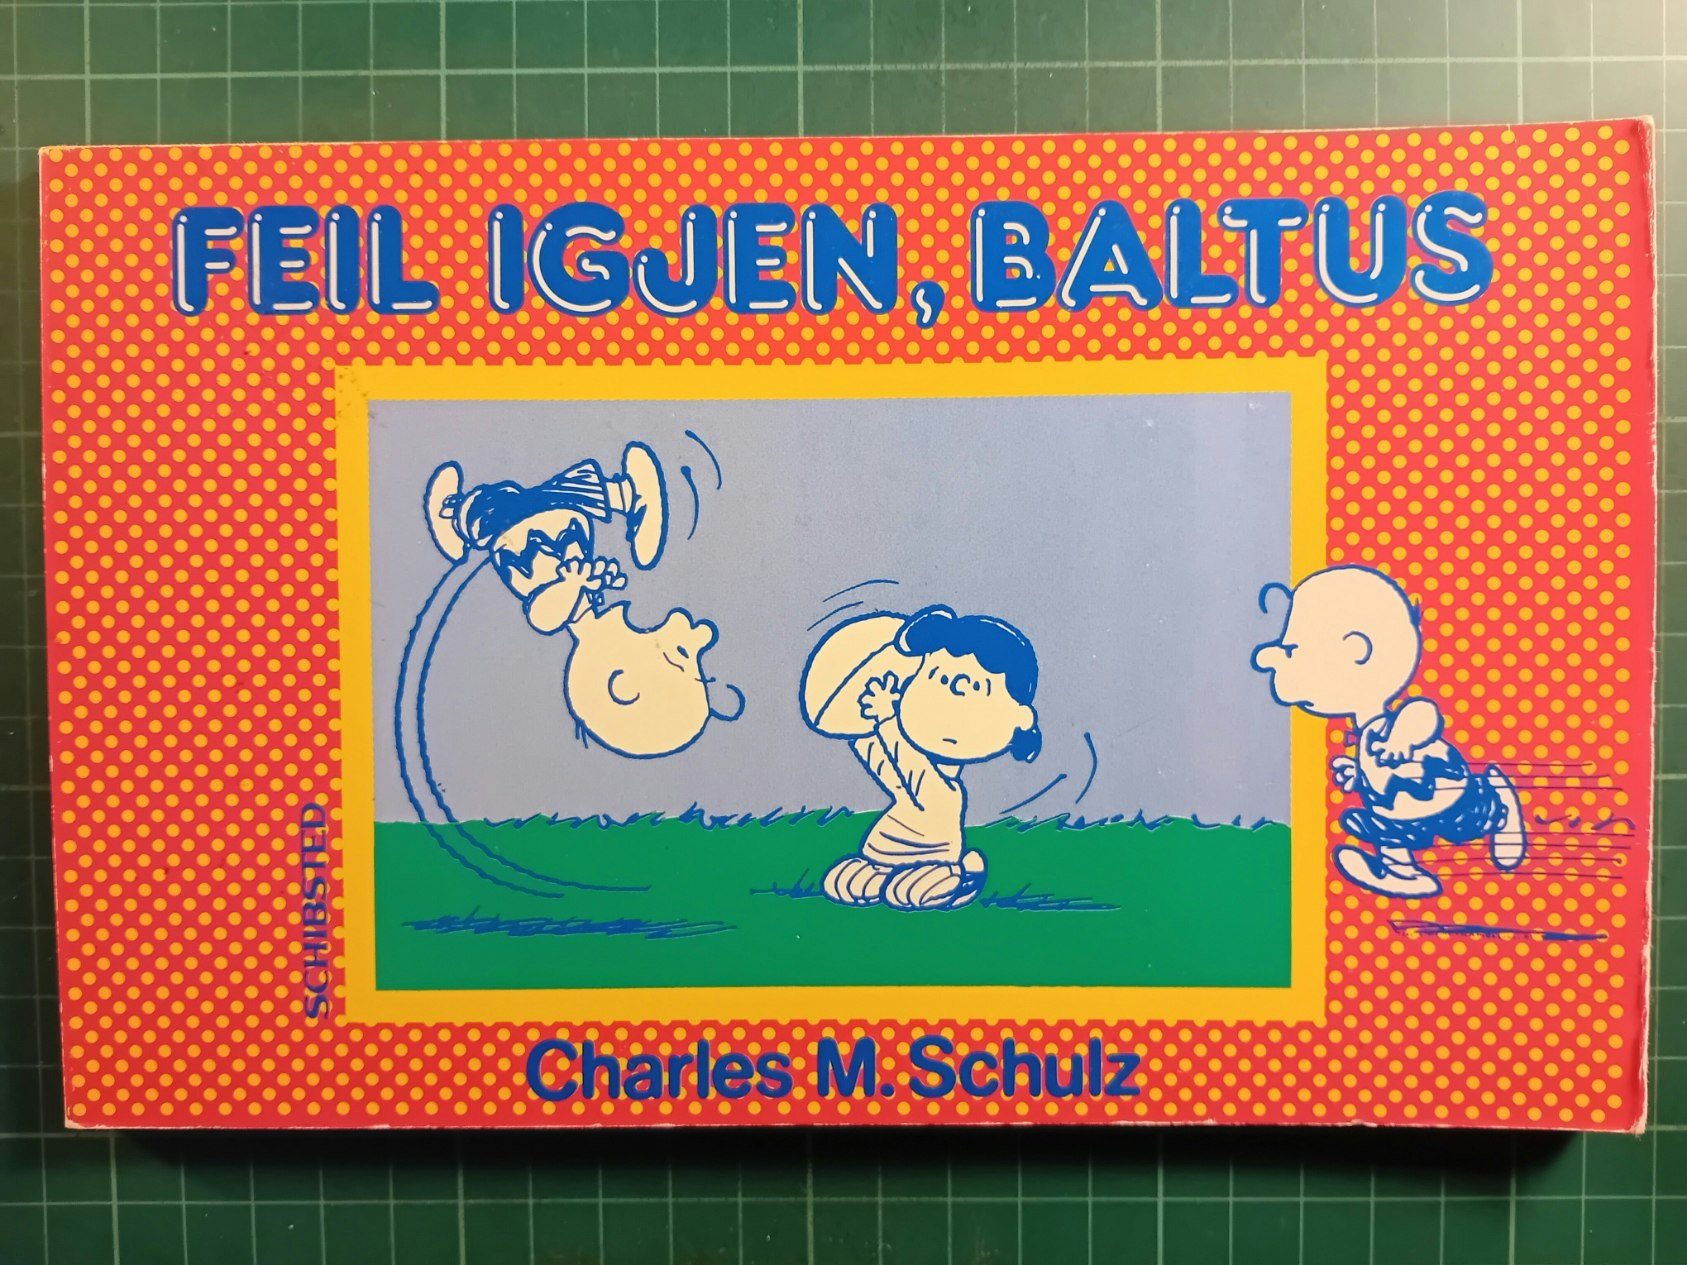 FEIL IGJEN, BALTUS
SCHIBSTED
Charles M. Schulz